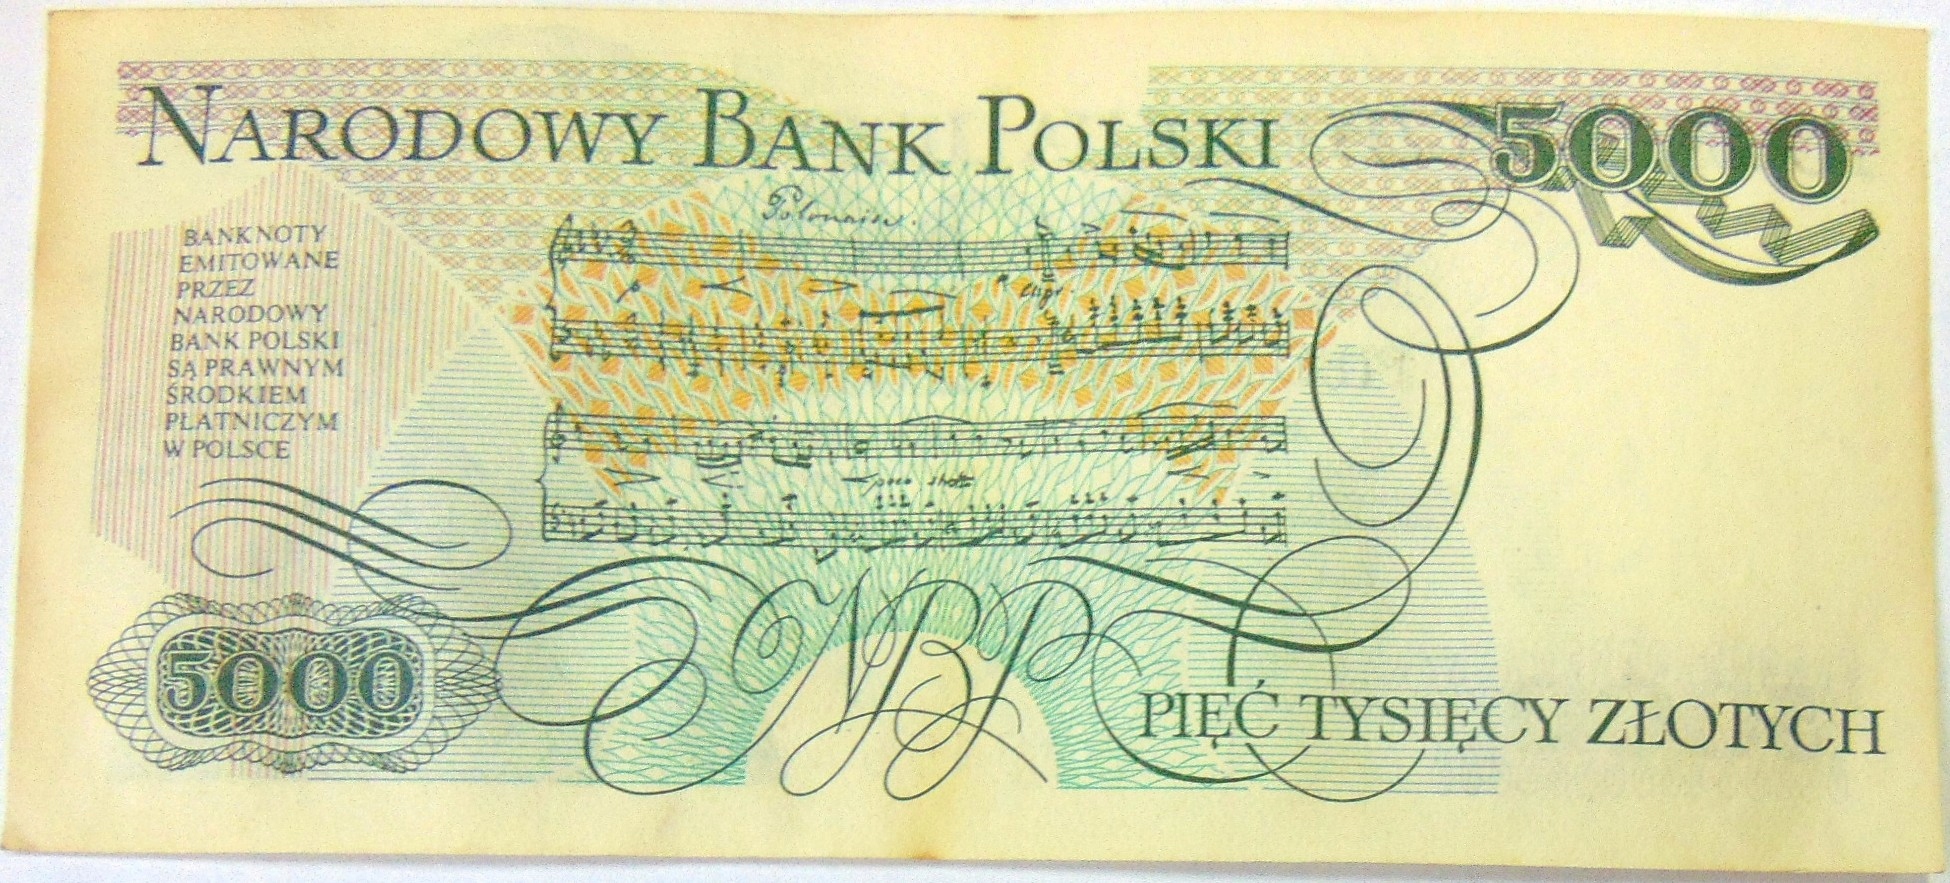 NARODOWY BANK POLSKI
5000
Polonaise.
BANKNOTY
EMITOWANE
PRZEZ
NARODOWY
BANK POLSKI
SĄ PRAWNYM
ŚRODKIEM
PŁATNICZYM
W POLSCE
poco
5000
NBP
PIĘĆ TYSIĘCY ZŁOTYCH